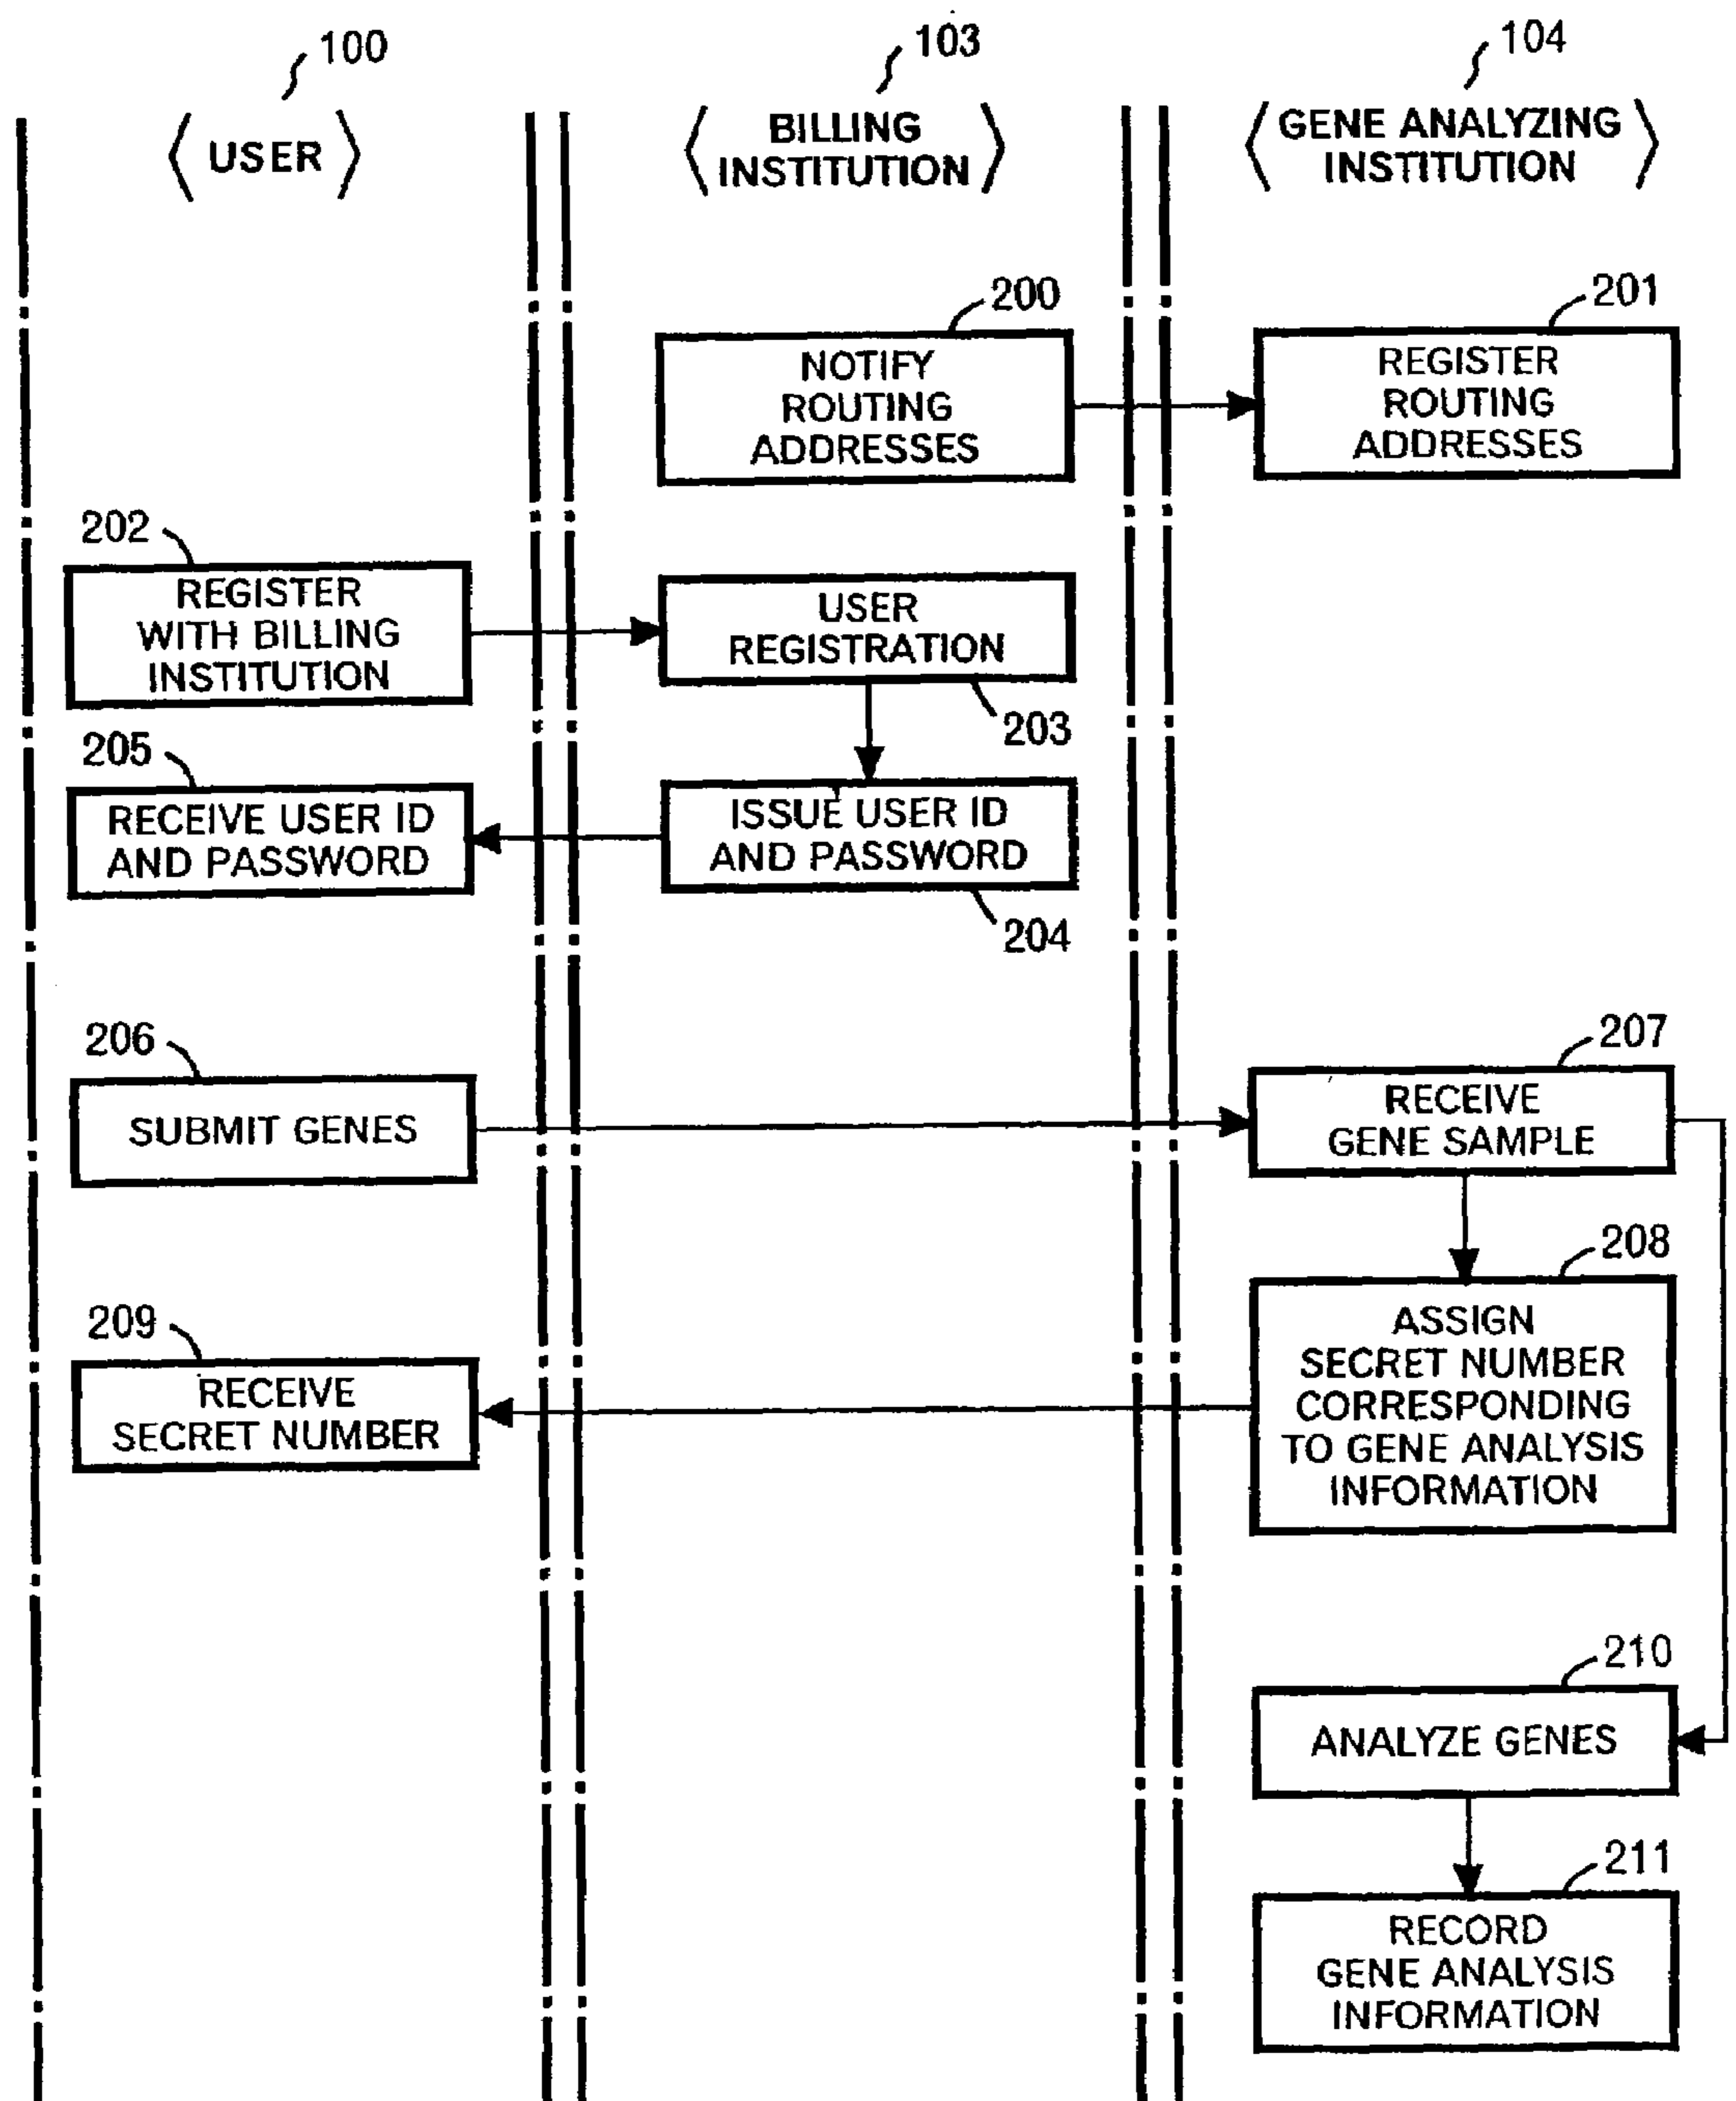 100
103
104
USER
BILLING
INSTITUTION
GENE ANALYZING
INSTITUTION
200
NOTIFY
ROUTING
ADDRESSES
201
REGISTER
ROUTING
ADDRESSES
202
REGISTER
WITH BILLING
INSTITUTION
USER
REGISTRATION
203
205
RECEIVE USER ID
AND PASSWORD
ISSUE USER ID
AND PASSWORD
204
206
SUBMIT GENES
207
RECEIVE
GENE SAMPLE
208
ASSIGN
SECRET NUMBER
CORRESPONDING
TO GENE ANALYSIS
INFORMATION
209
RECEIVE
SECRET NUMBER
210
ANALYZE GENES
211
RECORD
GENE ANALYSIS
INFORMATION